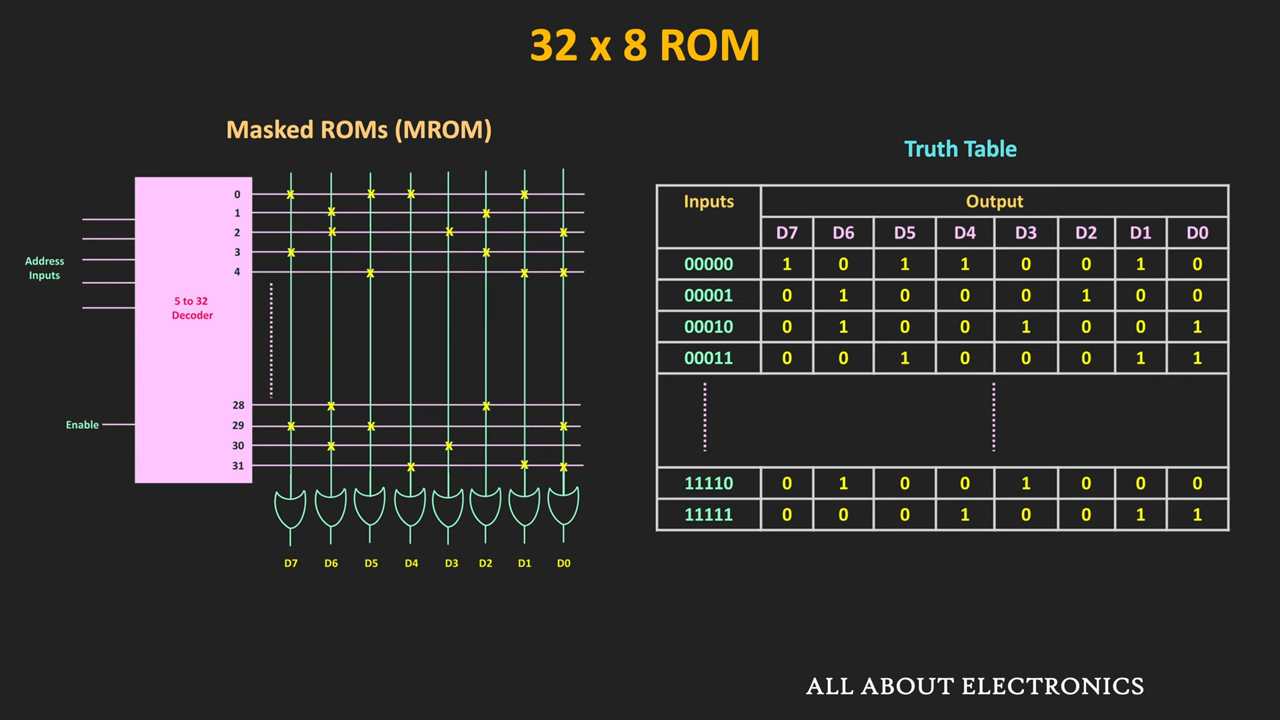 32 x 8 ROM
Masked ROMs (MROM)
Truth Table
0
1
2
3
4
Address
Inputs
5 to 32
Decoder
28
29
30
31
Enable
X X X X
X X
X X X
X X
X X X
X X
X X X
X X
X X X
D7 D6 D5 D4 D3 D2 D1 D0
Inputs Output
D7 D6 D5 D4 D3 D2 D1 D0
00000 1 0 1 1 0 0 1 0
00001 0 1 0 0 0 1 0 0
00010 0 1 0 0 1 0 0 1
00011 0 0 1 0 0 0 1 1
11110 0 1 0 0 1 0 0 0
11111 0 0 0 1 0 0 1 1
ALL ABOUT ELECTRONICS